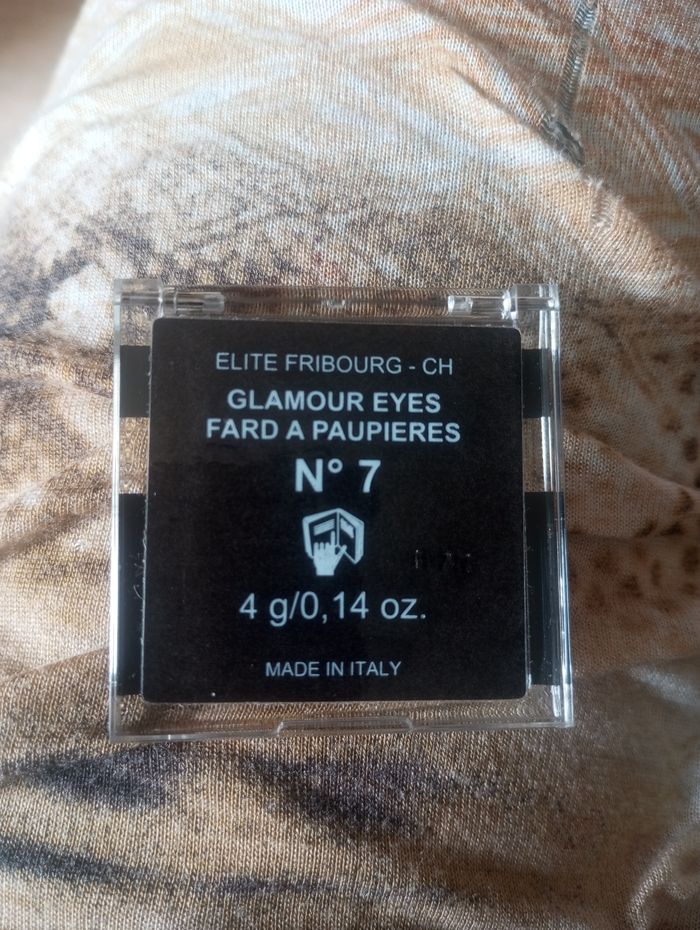 ELITE FRIBOURG - CH
GLAMOUR EYES
FARD A PAUPIERES
N° 7
4 g/0,14 oz.
MADE IN ITALY